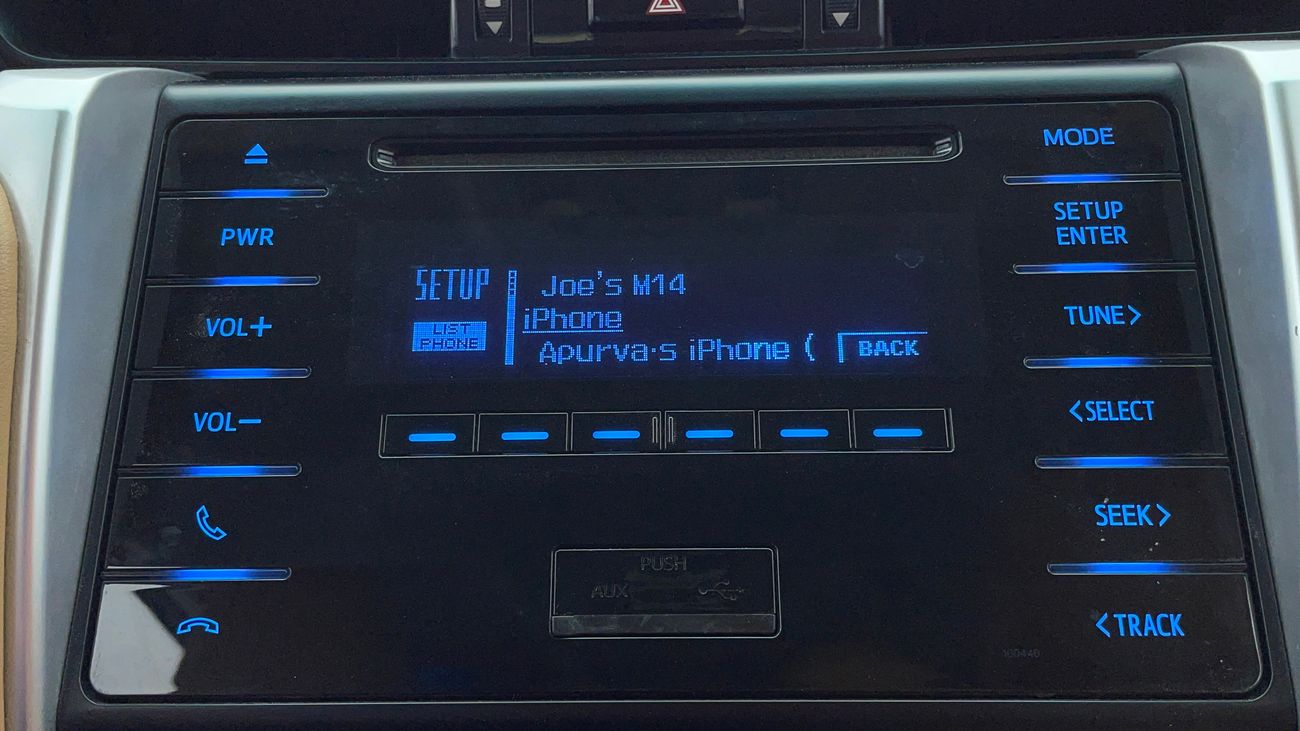 MODE
PWR
SETUP
ENTER
SETUP
Joe's M14
LIST
PHONE
iPhone
Apurva·s iPhone (
BACK
VOL+
TUNE>
VOL−
<SELECT
SEEK>
PUSH
AUX
<TRACK
100440